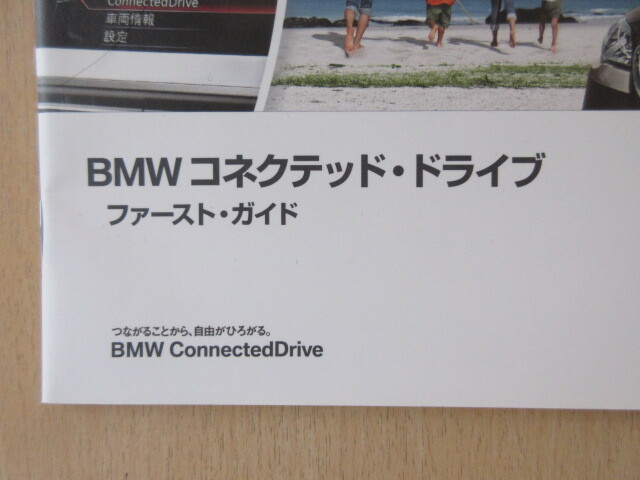 ConnectedDrive
車両情報
設定
BMW コネクテッド・ドライブ
ファースト・ガイド
つながることから、自由がひろがる。
BMW ConnectedDrive